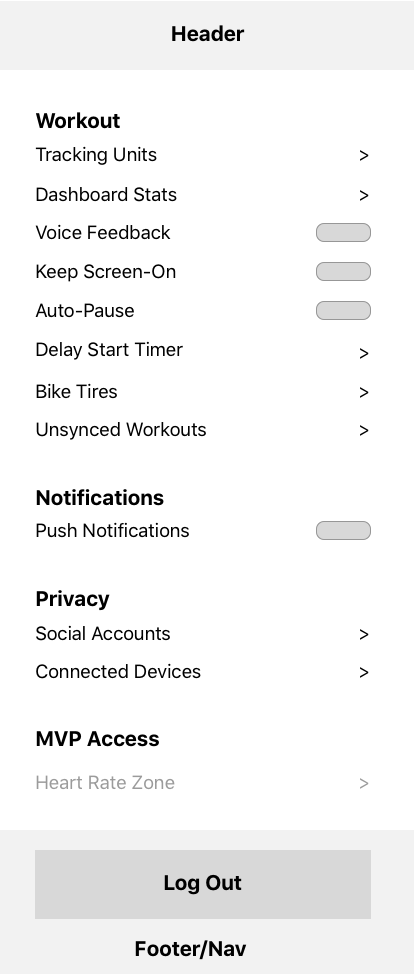 Header
Workout
Tracking Units >
Dashboard Stats >
Voice Feedback
Keep Screen-On
Auto-Pause
Delay Start Timer >
Bike Tires >
Unsynced Workouts >
Notifications
Push Notifications
Privacy
Social Accounts >
Connected Devices >
MVP Access
Heart Rate Zone >
Log Out
Footer/Nav